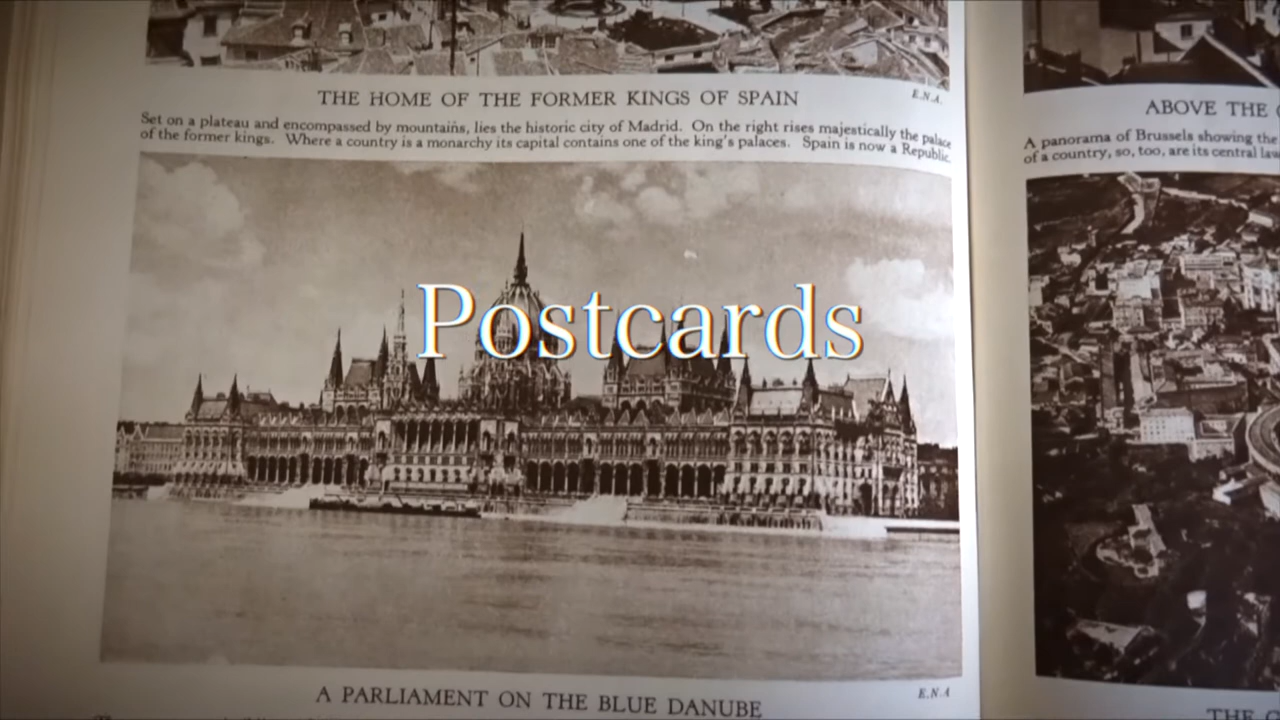 E.N.A.
THE HOME OF THE FORMER KINGS OF SPAIN
Set on a plateau and encompassed by mountains, lies the historic city of Madrid. On the right rises majestically the palace
of the former kings. Where a country is a monarchy its capital contains one of the king's palaces. Spain is now a Republic.
Postcards
E.N.A
A PARLIAMENT ON THE BLUE DANUBE
ABOVE THE
A panorama of Brussels showing the
of a country, so, too, are its central law
THE